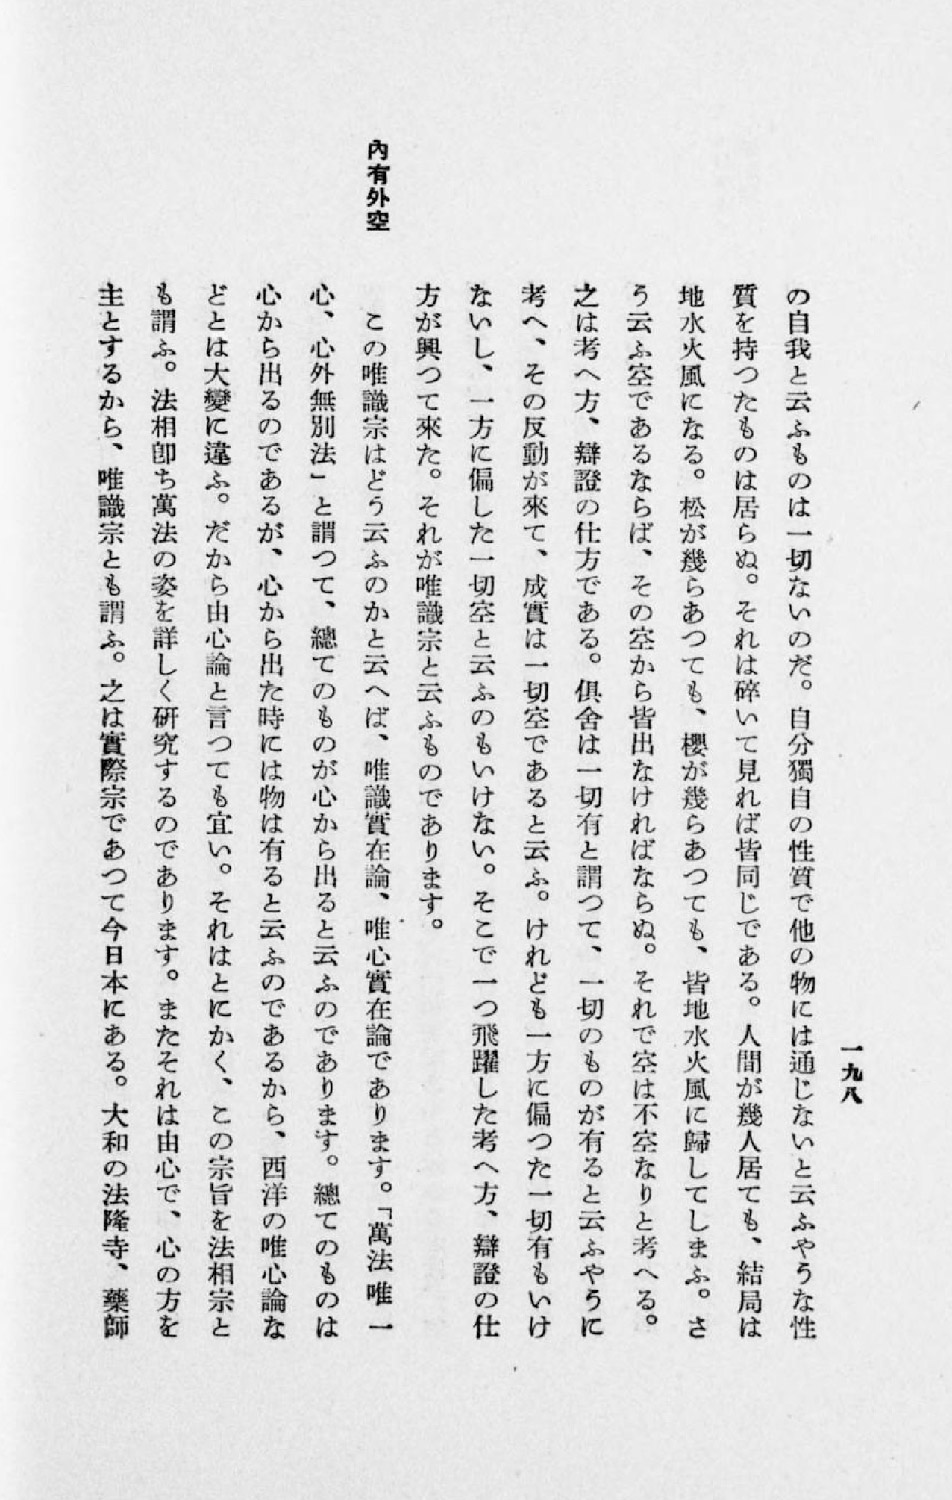 一九八
の自我と云ふものは一切ないのだ。自分獨自の性質で他の物には通じないと云ふやうな性
質を持つたものは居らぬ。それは碎いて見れば皆同じである。人間が幾人居ても、結局は
地水火風になる。松が幾らあつても、櫻が幾らあつても、皆地水火風に歸してしまふ。さ
う云ふ空であるならば、その空から皆出なければならぬ。それで空は不空なりと考へる。
之は考へ方、辯證の仕方である。俱舍は一切有と謂つて、一切のものが有ると云ふやうに
考へ、その反動が來て、成實は一切空であると云ふ。けれども一方に偏つた一切有もいけ
ないし、一方に偏した一切空と云ふのもいけない。そこで一つ飛躍した考へ方、辯證の仕
方が興つて來た。それが唯識宗と云ふものであります。
內有外空
この唯識宗はどう云ふのかと云へば、唯識實在論、唯心實在論であります。「萬法唯一
心、心外無別法」と謂つて、總てのものが心から出ると云ふのであります。總てのものは
心から出るのであるが、心から出た時には物は有ると云ふのであるから、西洋の唯心論な
どとは大變に違ふ。だから由心論と言つても宜い。それはとにかく、この宗旨を法相宗と
も謂ふ。法相卽ち萬法の姿を詳しく硏究するのであります。またそれは由心で、心の方を
主とするから、唯識宗とも謂ふ。之は實際宗であつて今日本にある。大和の法隆寺、藥師